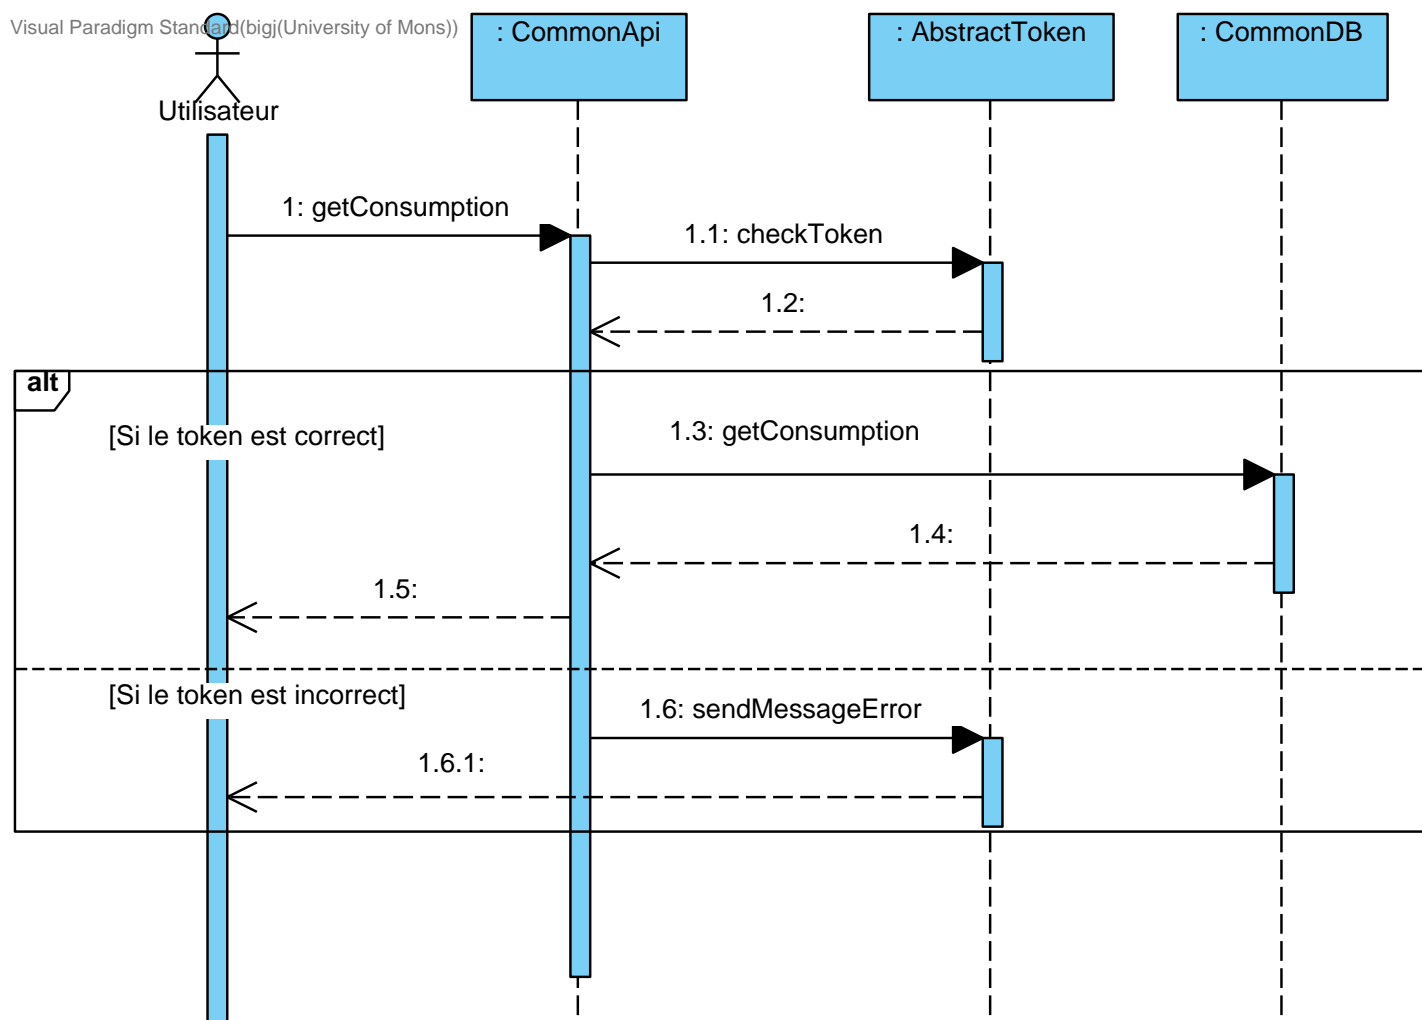 Visual Paradigm Standard(bigj(University of Mons))
: CommonApi
: AbstractToken
: CommonDB
Utilisateur
1: getConsumption
1.1: checkToken
1.2:
alt
[Si le token est correct]
1.3: getConsumption
1.4:
1.5:
[Si le token est incorrect]
1.6: sendMessageError
1.6.1: